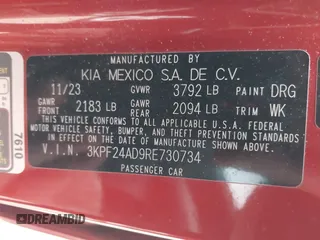 MANUFACTURED BY
KIA MEXICO S.A. DE C.V.
11/23 GVWR 3792 LB PAINT DRG
GAWR FRONT 2183 LB GAWR REAR 2094 LB TRIM WK
THIS VEHICLE CONFORMS TO ALL APPLICABLE U.S.A. FEDERAL
MOTOR VEHICLE SAFETY, BUMPER, AND THEFT PREVENTION
STANDARDS IN EFFECT ON THE DATE OF MANUFACTURE SHOWN ABOVE.
V.I.N. 3KPF24AD9RE730734
PASSENGER CAR
7610
DREAMBID